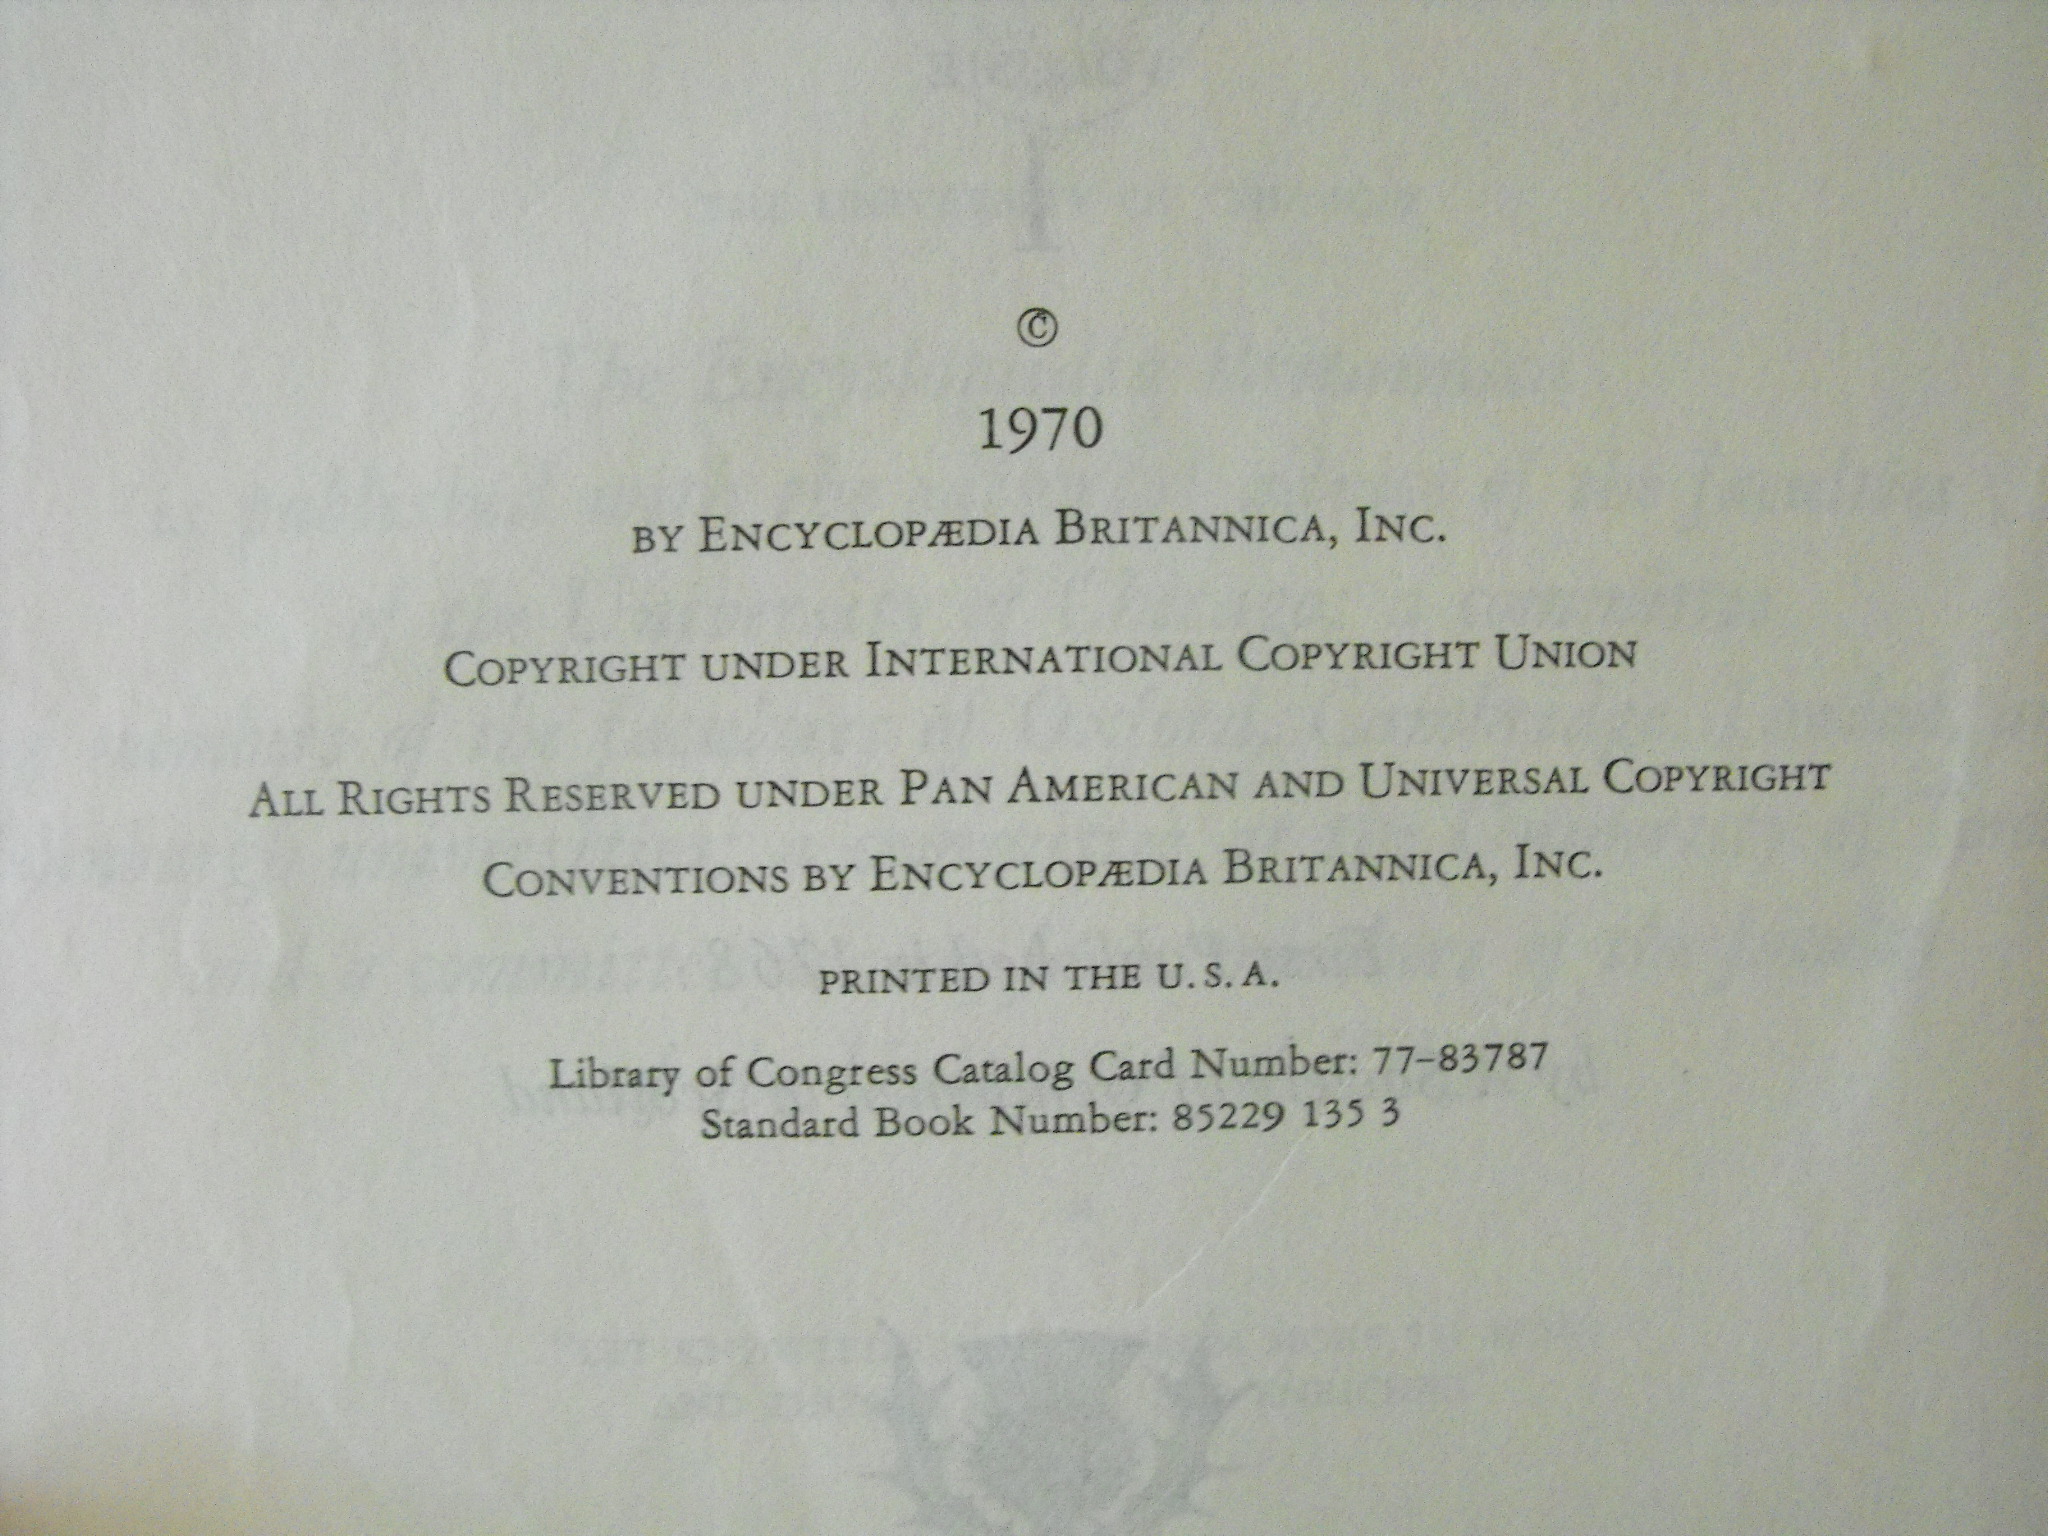 ©
1970
BY ENCYCLOPÆDIA BRITANNICA, INC.
COPYRIGHT UNDER INTERNATIONAL COPYRIGHT UNION
ALL RIGHTS RESERVED UNDER PAN AMERICAN AND UNIVERSAL COPYRIGHT
CONVENTIONS BY ENCYCLOPÆDIA BRITANNICA, INC.
PRINTED IN THE U.S.A.
Library of Congress Catalog Card Number: 77-83787
Standard Book Number: 85229 135 3